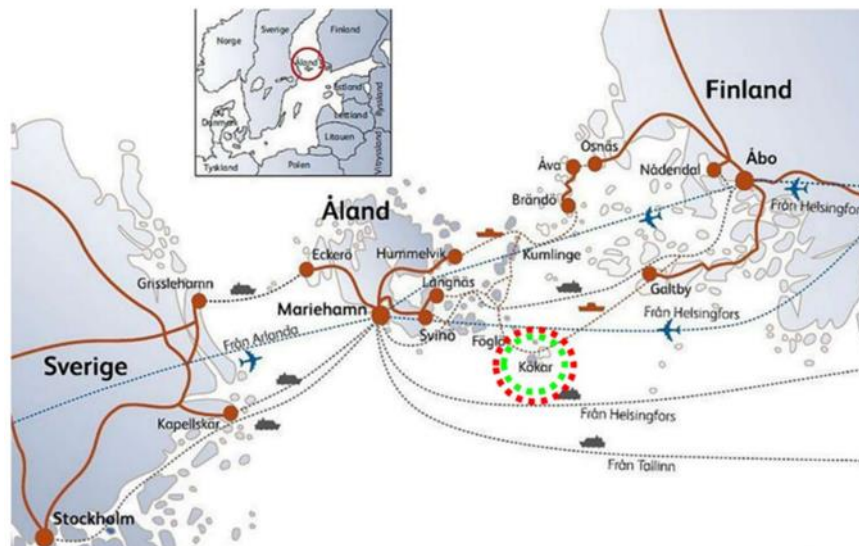 Norge
Sverige
Finland
Åland
Estland
Danmark
Lettland
Litauen
Ryssland
Vitryssland
Tyskland
Polen
Finland
Osnäs
Åva
Nådendal
Åbo
Brändö
Från Helsingfors
Åland
Eckerö
Hummelvik
Kumlinge
Grisslehamn
Långnäs
Galtby
Mariehamn
Från Helsingfors
Svinö
Föglö
Från Arlanda
Sverige
Kökar
Kapellskär
Från Helsingfors
Från Tallinn
Stockholm